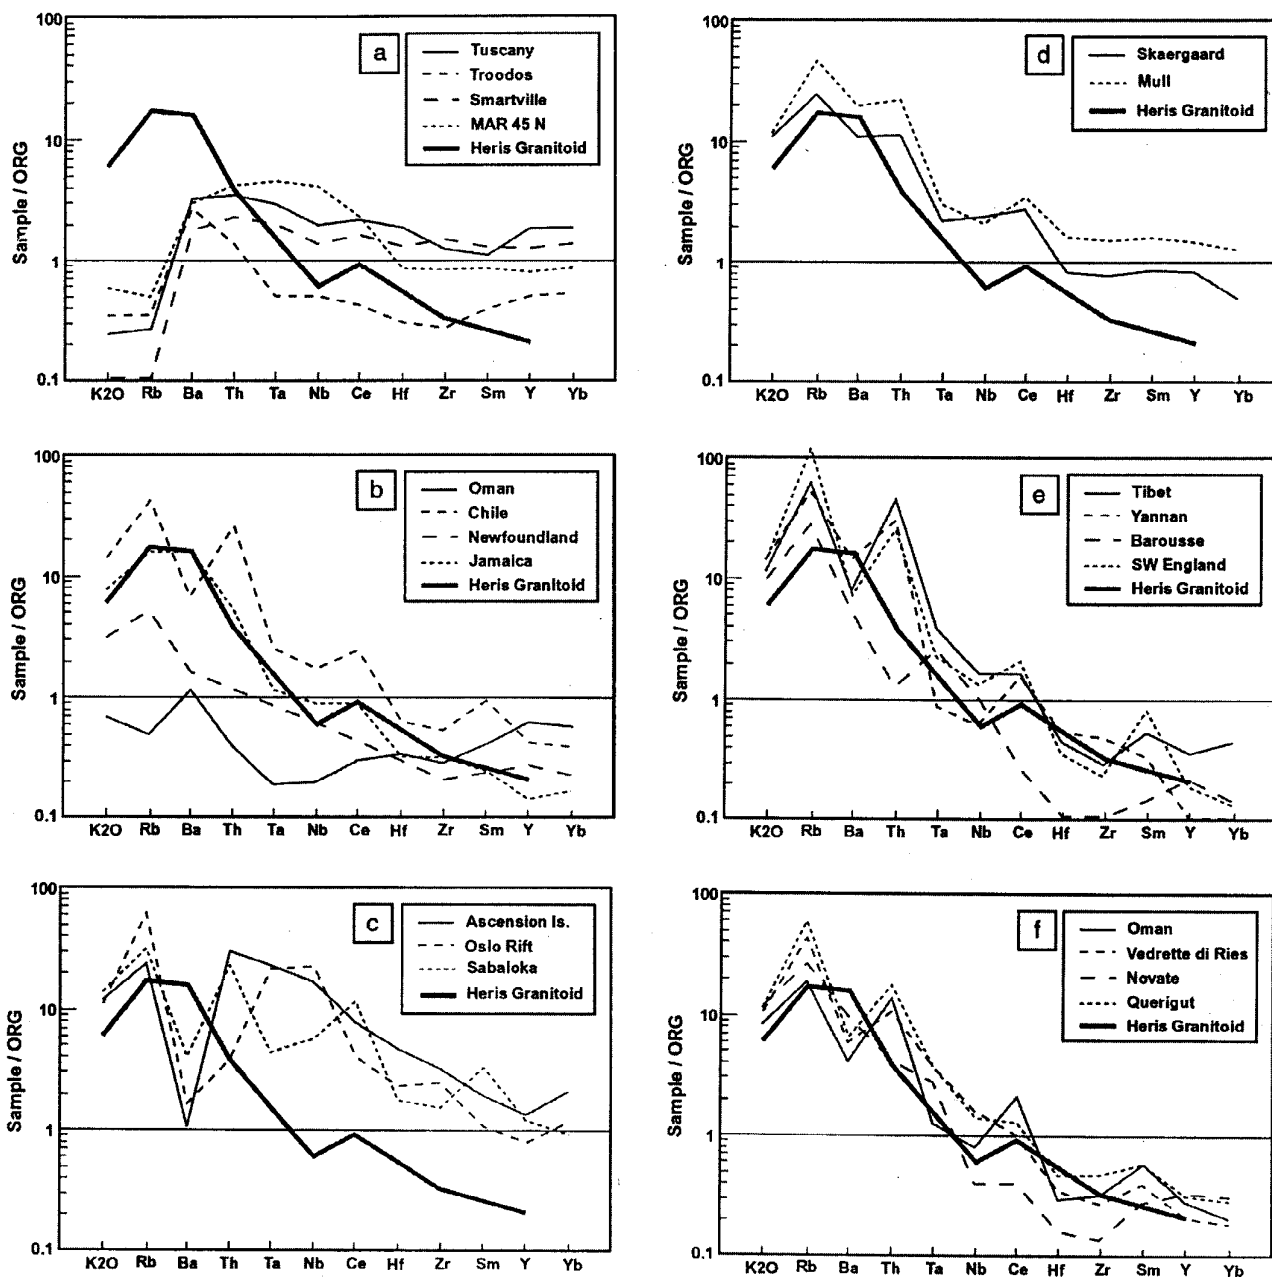 100
10
1
0.1
Sample / ORG
a
Tuscany
Troodos
Smartville
MAR 45 N
Heris Granitoid
K2O Rb Ba Th Ta Nb Ce Hf Zr Sm Y Yb
100
10
1
0.1
Sample / ORG
d
Skaergaard
Mull
Heris Granitoid
K2O Rb Ba Th Ta Nb Ce Hf Zr Sm Y Yb
100
10
1
0.1
Sample / ORG
b
Oman
Chile
Newfoundland
Jamaica
Heris Granitoid
K2O Rb Ba Th Ta Nb Ce Hf Zr Sm Y Yb
100
10
1
0.1
Sample / ORG
e
Tibet
Yannan
Barousse
SW England
Heris Granitoid
K2O Rb Ba Th Ta Nb Ce Hf Zr Sm Y Yb
100
10
1
0.1
Sample / ORG
c
Ascension Is.
Oslo Rift
Sabaloka
Heris Granitoid
K2O Rb Ba Th Ta Nb Ce Hf Zr Sm Y Yb
100
10
1
0.1
Sample / ORG
f
Oman
Vedrette di Ries
Novate
Querigut
Heris Granitoid
K2O Rb Ba Th Ta Nb Ce Hf Zr Sm Y Yb